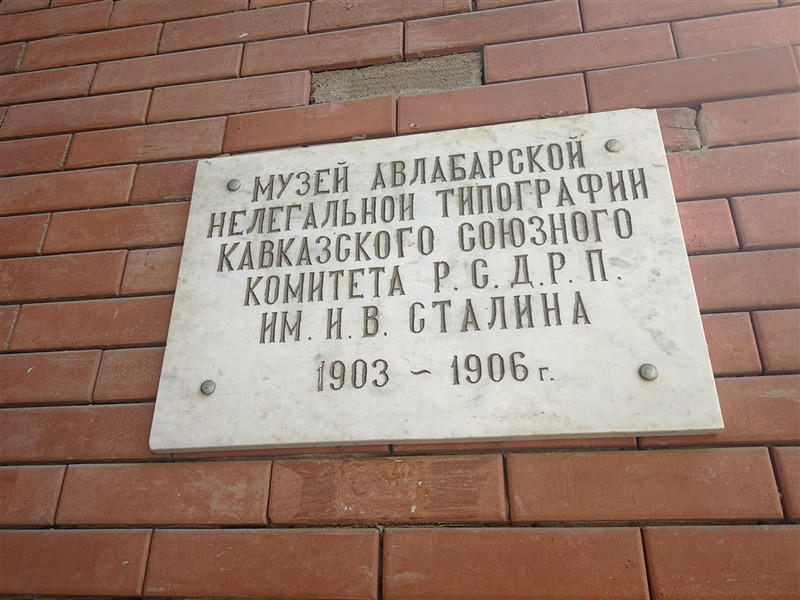 МУЗЕЙ АВЛАБАРСКОЙ
НЕЛЕГАЛЬНОЙ ТИПОГРАФИИ
КАВКАЗСКОГО СОЮЗНОГО
КОМИТЕТА Р.С.Д.Р.П.
ИМ. И.В. СТАЛИНА
1903 ~ 1906 г.